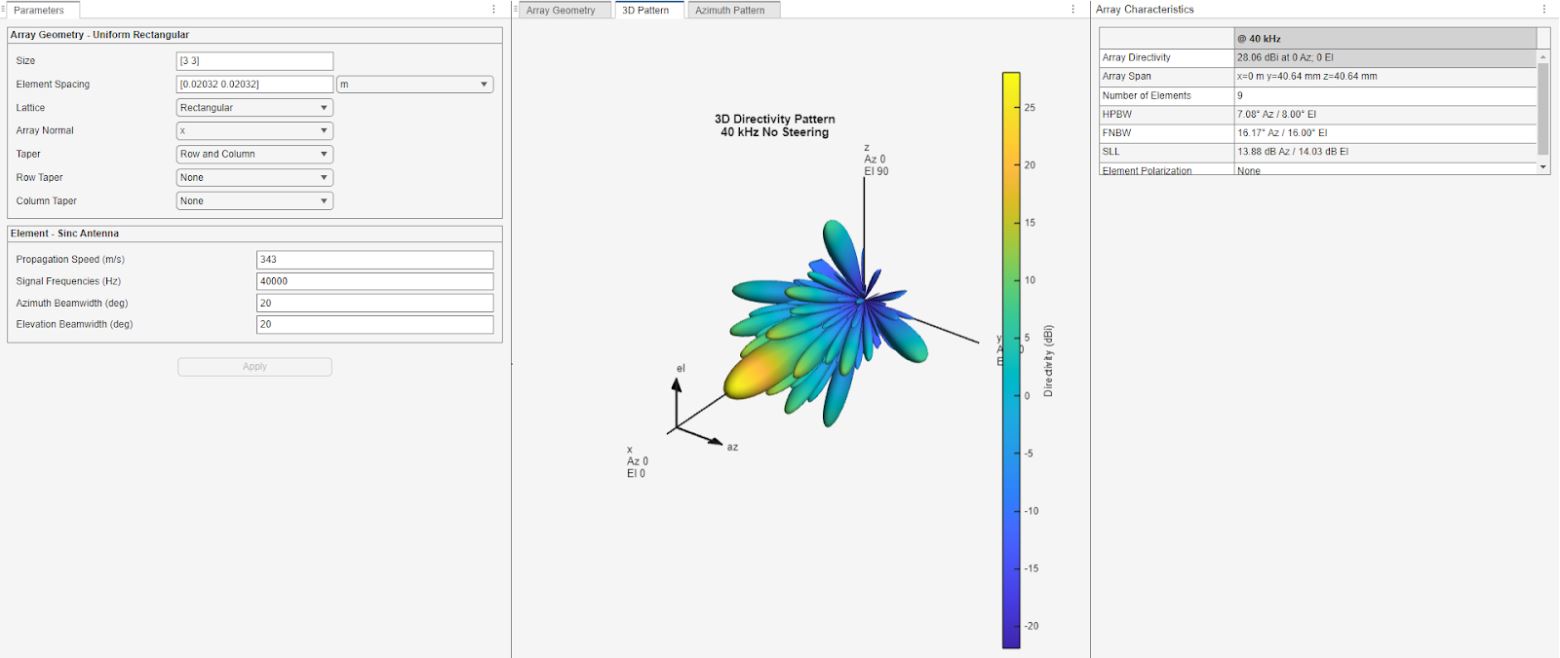 Parameters
Array Geometry - Uniform Rectangular
Size [3 3]
Element Spacing [0.02032 0.02032] m
Lattice Rectangular
Array Normal x
Taper Row and Column
Row Taper None
Column Taper None
Element - Sinc Antenna
Propagation Speed (m/s) 343
Signal Frequencies (Hz) 40000
Azimuth Beamwidth (deg) 20
Elevation Beamwidth (deg) 20
Apply
Array Geometry 3D Pattern Azimuth Pattern
3D Directivity Pattern
40 kHz No Steering
z
Az 0
El 90
y
A 0
E
el
az
x
Az 0
El 0
25
20
15
10
5
0
-5
-10
-15
-20
Directivity (dBi)
Array Characteristics
@ 40 kHz
Array Directivity 28.06 dBi at 0 Az; 0 El
Array Span x=0 m y=40.64 mm z=40.64 mm
Number of Elements 9
HPBW 7.08° Az / 8.00° El
FNBW 16.17° Az / 16.00° El
SLL 13.88 dB Az / 14.03 dB El
Element Polarization None